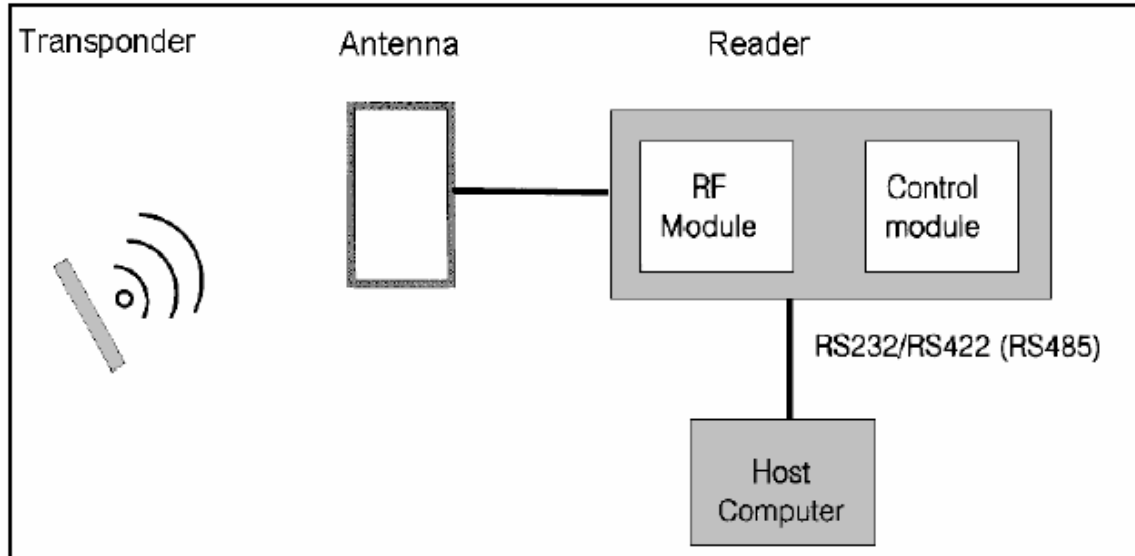 Transponder
Antenna
Reader
RF
Module
Control
module
RS232/RS422 (RS485)
Host
Computer